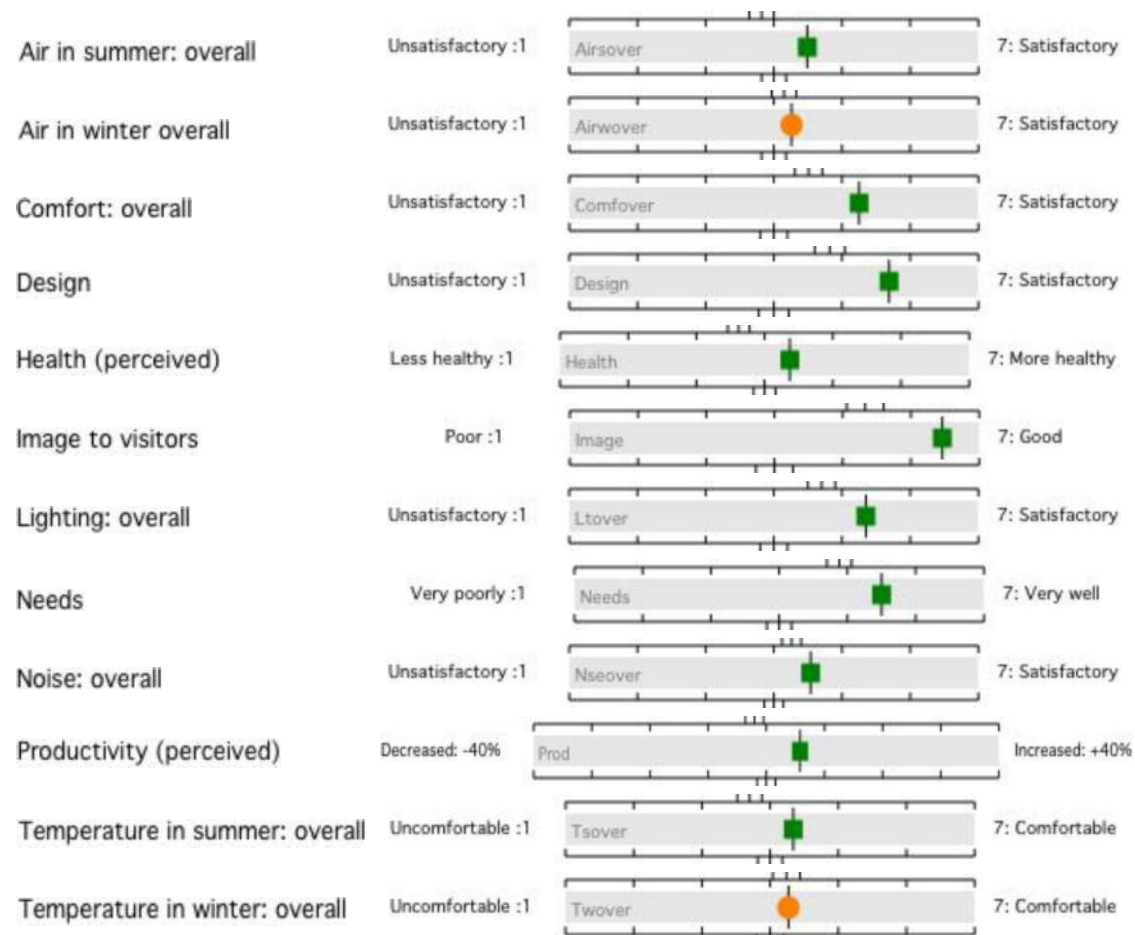 Air in summer: overall Unsatisfactory :1 Airsover 7: Satisfactory
Air in winter overall Unsatisfactory :1 Airwover 7: Satisfactory
Comfort: overall Unsatisfactory :1 Comfover 7: Satisfactory
Design Unsatisfactory :1 Design 7: Satisfactory
Health (perceived) Less healthy :1 Health 7: More healthy
Image to visitors Poor :1 Image 7: Good
Lighting: overall Unsatisfactory :1 Ltover 7: Satisfactory
Needs Very poorly :1 Needs 7: Very well
Noise: overall Unsatisfactory :1 Nseover 7: Satisfactory
Productivity (perceived) Decreased: -40% Prod Increased: +40%
Temperature in summer: overall Uncomfortable :1 Tsover 7: Comfortable
Temperature in winter: overall Uncomfortable :1 Twover 7: Comfortable